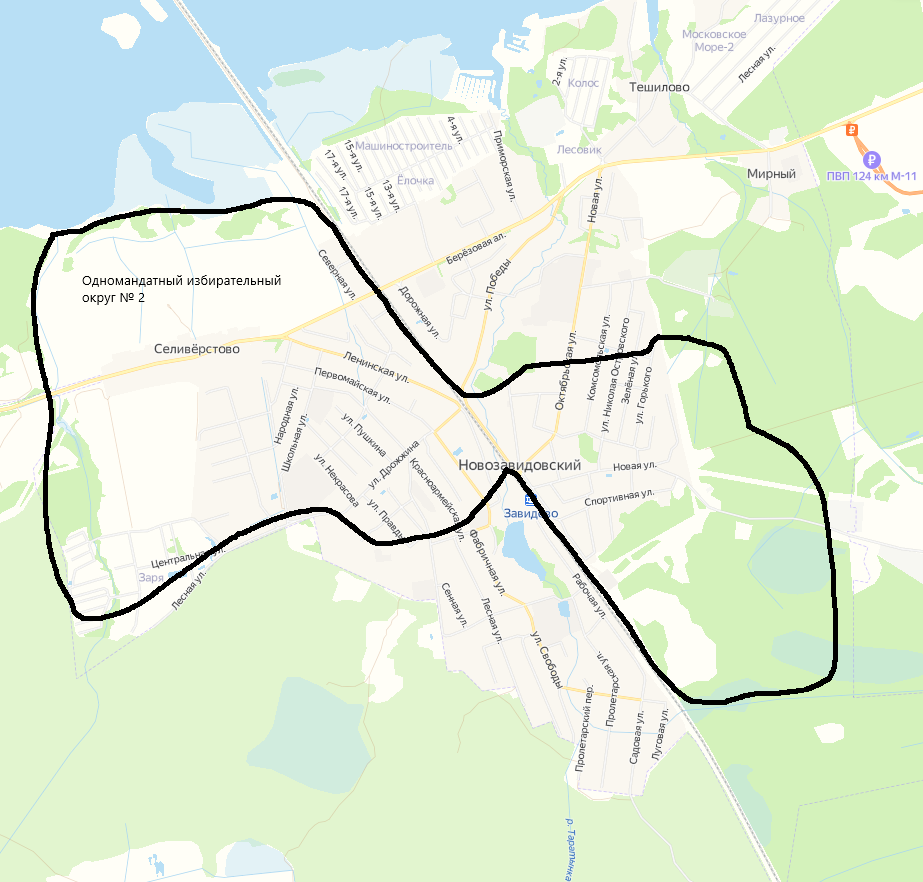 Лазурное
Московское
Море-2
Лесная ул.
2-я ул.
Колос
Тешилово
4-я ул.
15-я ул.
Машиностроитель
17-я ул.
Приморская ул.
Лесовик
Мирный
ПВП 124 км М-11
Ёлочка
13-я ул.
15-я ул.
17-я ул.
Новая ул.
Берёзовая ал.
Северная ул.
ул. Победы
Дорожная ул.
Одномандатный избирательный
округ № 2
Селивёрстово
Ленинская ул.
Первомайская ул.
Октябрьская ул.
Комсомольская ул.
ул. Николая Островского
Зелёная ул.
ул. Горького
Народная ул.
Школьная ул.
ул. Пушкина
ул. Дрожжина
ул. Некрасова
Красноармейская ул.
Новозавидовский
Новая ул.
Спортивная ул.
Завидово
ул. Правды
Фабричная ул.
Центральная ул.
Заря
Лесная ул.
Сенная ул.
Лесная ул.
Рабочая ул.
ул. Свободы
Пролетарская ул.
Пролетарский пер.
Садовая ул.
Луговая ул.
р. Таратынка